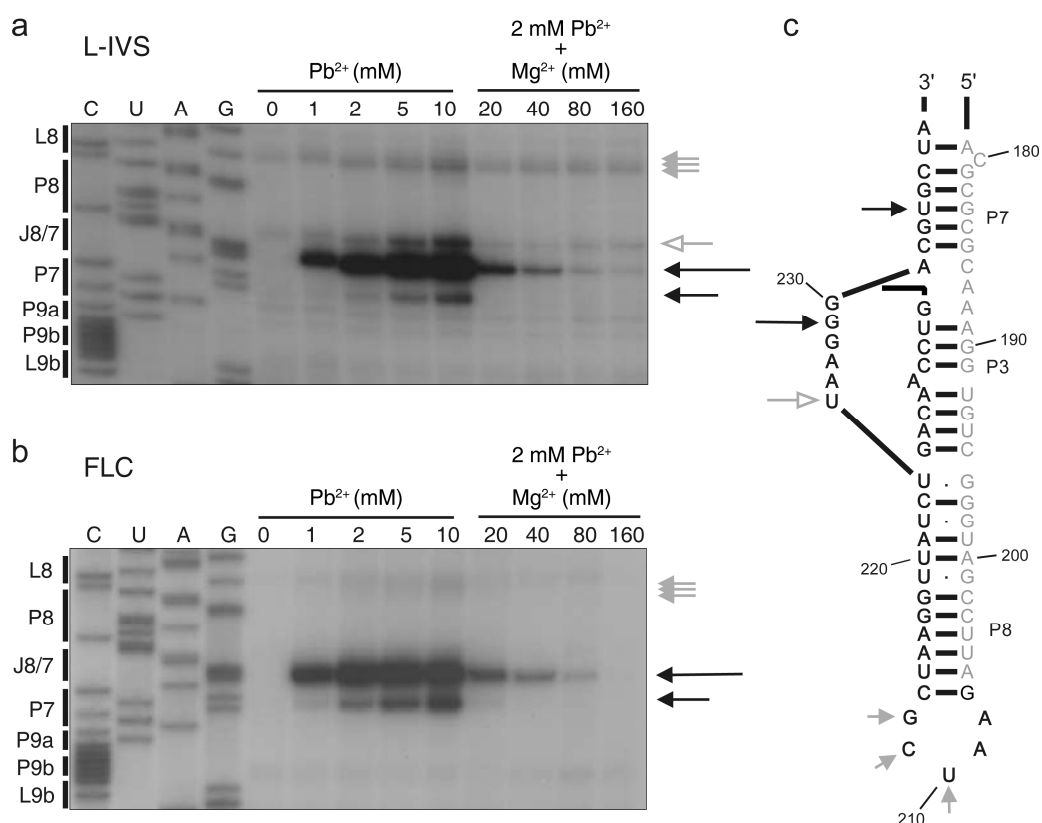 a
L-IVS
2 mM Pb²⁺
+
Pb²⁺ (mM)
Mg²⁺ (mM)
C U A G 0 1 2 5 10 20 40 80 160
L8
P8
J8/7
P7
P9a
P9b
L9b
b
FLC
2 mM Pb²⁺
+
Pb²⁺ (mM)
Mg²⁺ (mM)
C U A G 0 1 2 5 10 20 40 80 160
L8
P8
J8/7
P7
P9a
P9b
L9b
c
3' 5'
A
U A
C 180
C G
G C
U G P7
G C
C G
C
A
230
G A
G G A
G U A
G C G 190
A C G P3
A A
U A U
C G
A U
G C
U G
C G
U G
A U
220 U A 200
U G
G C
G C P8
A U
A U
U A
C G
G A
C A
U
210